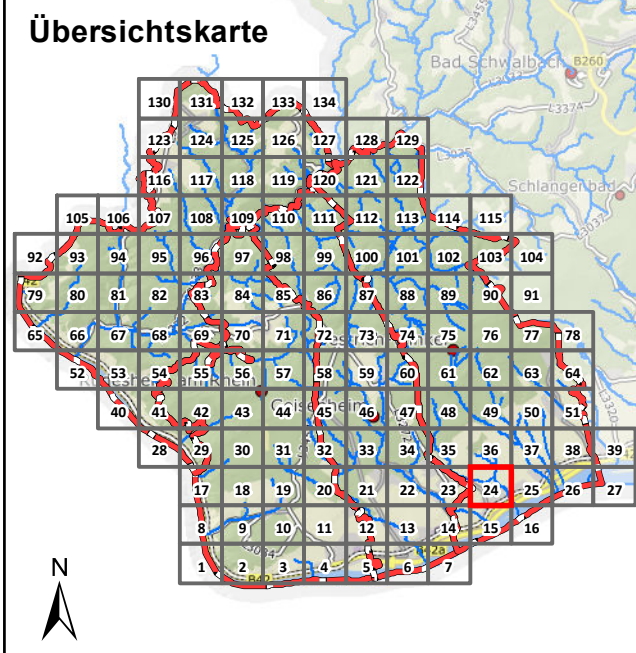 Übersichtskarte
Bad Schwalbach
B260
L3374
L3035
Schlangenbad
L3037
130 131 132 133 134
123 124 125 126 127 128 129
116 117 118 119 120 121 122
105 106 107 108 109 110 111 112 113 114 115
92 93 94 95 96 97 98 99 100 101 102 103 104
79 80 81 82 83 84 85 86 87 88 89 90 91
65 66 67 68 69 70 71 72 73 74 75 76 77 78
52 53 54 55 56 57 58 59 60 61 62 63 64
40 41 42 43 44 45 46 47 48 49 50 51
28 29 30 31 32 33 34 35 36 37 38 39
17 18 19 20 21 22 23 24 25 26 27
8 9 10 11 12 13 14 15 16
L3034
B42a
1 2 3 4 5 6 7
B42
N